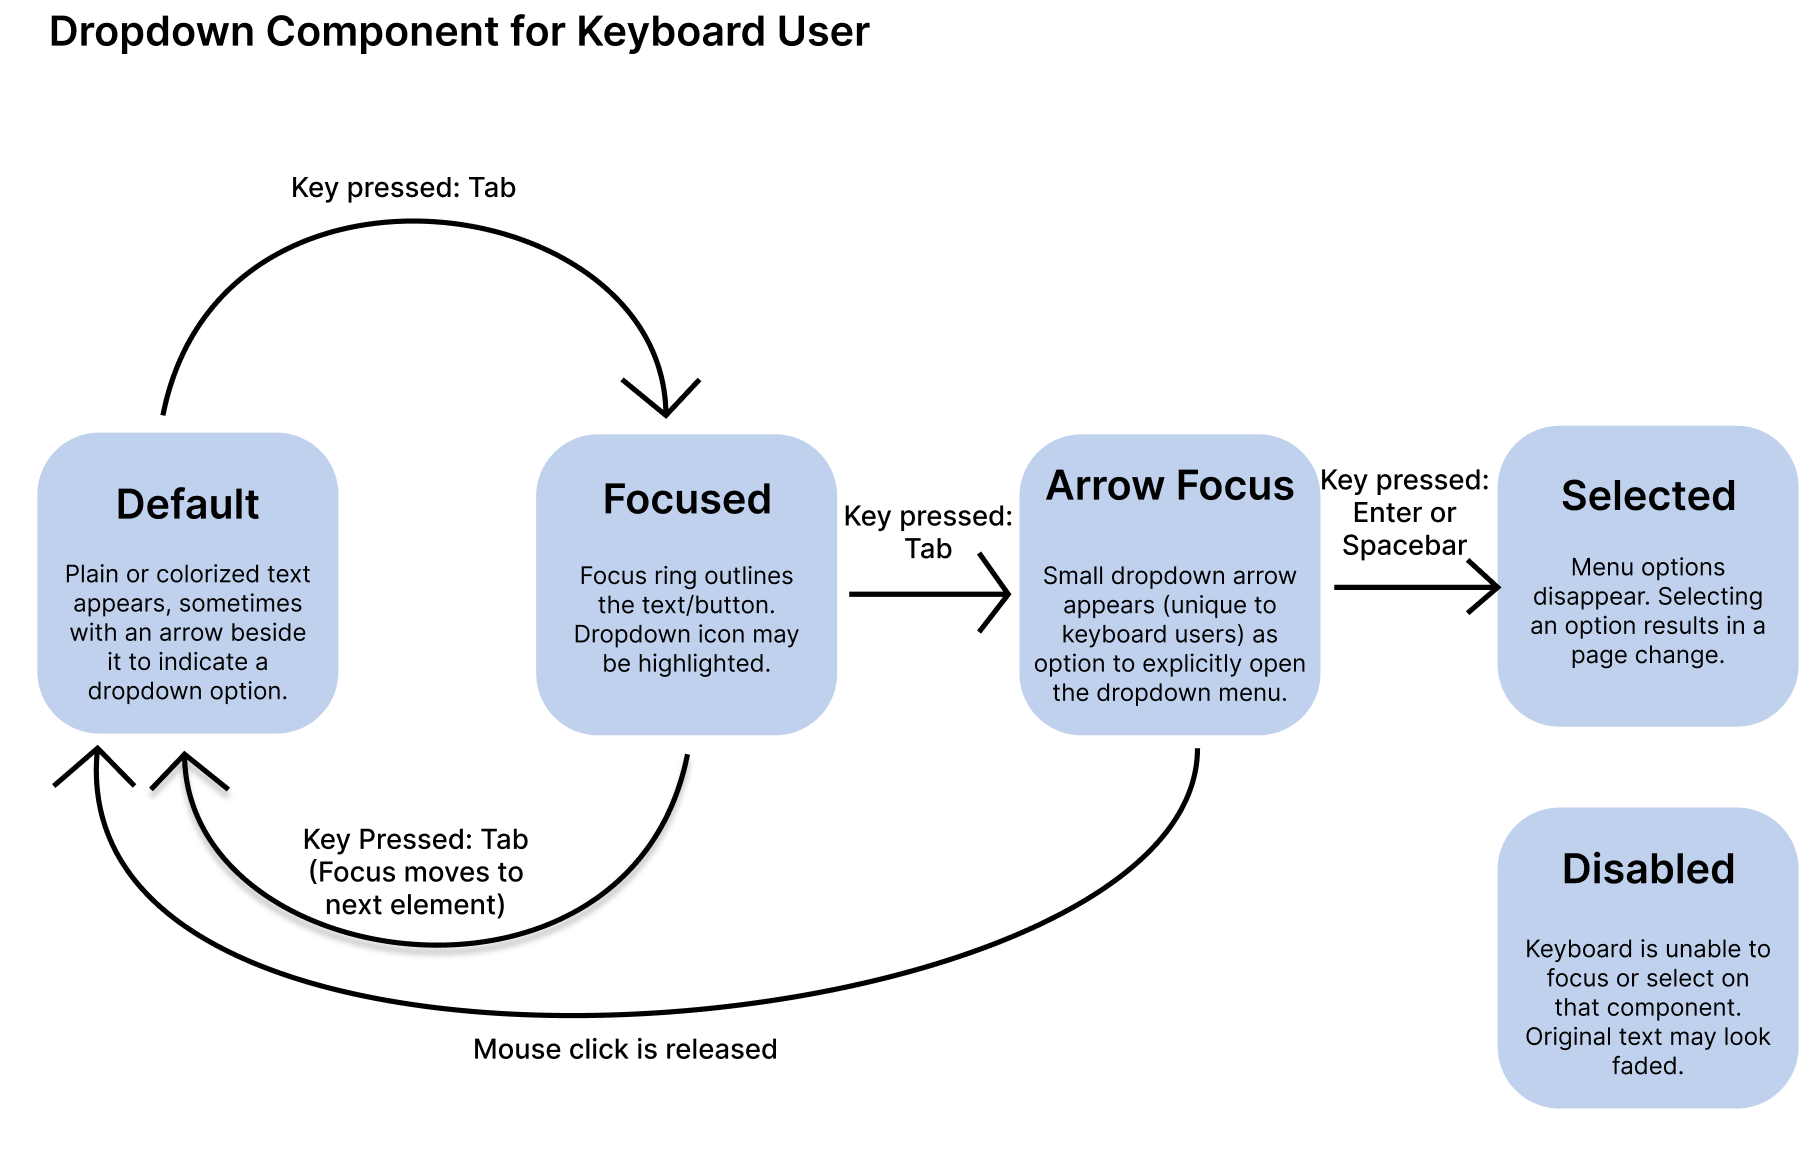 Dropdown Component for Keyboard User
Key pressed: Tab
Default
Plain or colorized text
appears, sometimes
with an arrow beside
it to indicate a
dropdown option.
Focused
Focus ring outlines
the text/button.
Dropdown icon may
be highlighted.
Key pressed:
Tab
Arrow Focus
Small dropdown arrow
appears (unique to
keyboard users) as
option to explicitly open
the dropdown menu.
Key pressed:
Enter or
Spacebar
Selected
Menu options
disappear. Selecting
an option results in a
page change.
Key Pressed: Tab
(Focus moves to
next element)
Mouse click is released
Disabled
Keyboard is unable to
focus or select on
that component.
Original text may look
faded.